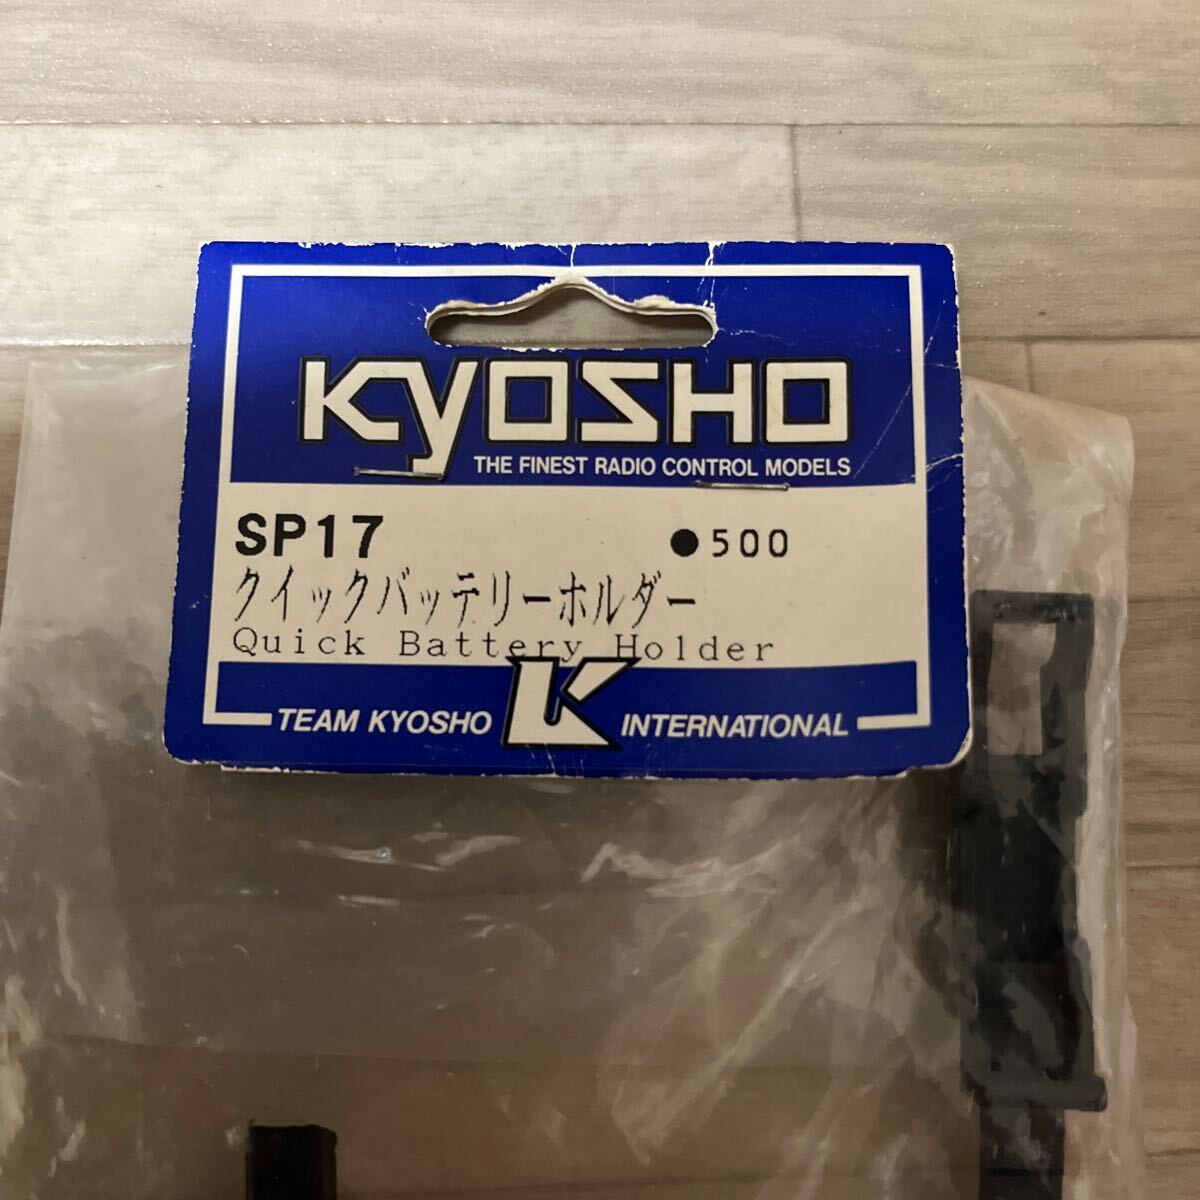 KYOSHO
THE FINEST RADIO CONTROL MODELS
SP17 ●500
クイックバッテリーホルダー
Quick Battery Holder
TEAM KYOSHO K INTERNATIONAL